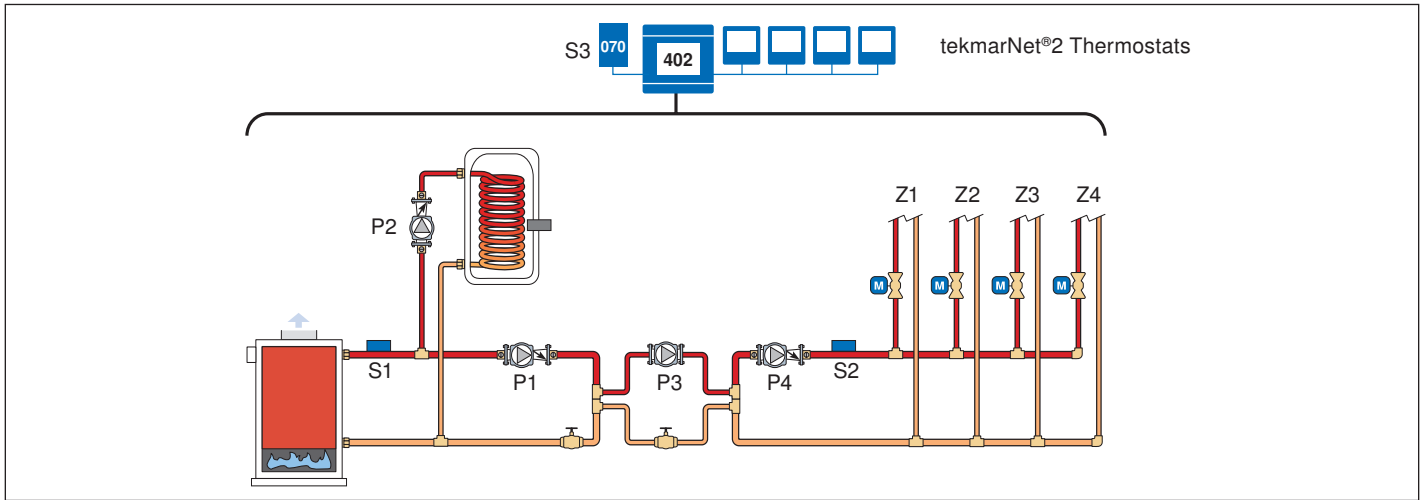 S3 070 402 tekmarNet®2 Thermostats
Z1 Z2 Z3 Z4
P2
M M M M
S1 P1 P3 P4 S2